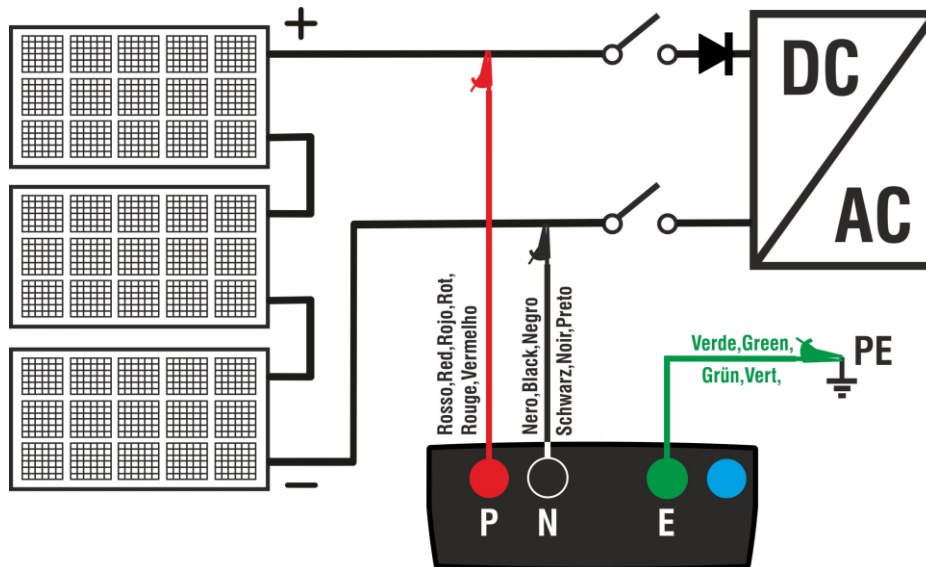 +
DC
AC
Rosso,Red,Rojo,Rot,
Rouge,Vermelho
Nero,Black,Negro
Schwarz,Noir,Preto
Verde,Green,
Grün,Vert,
PE
−
P
N
E